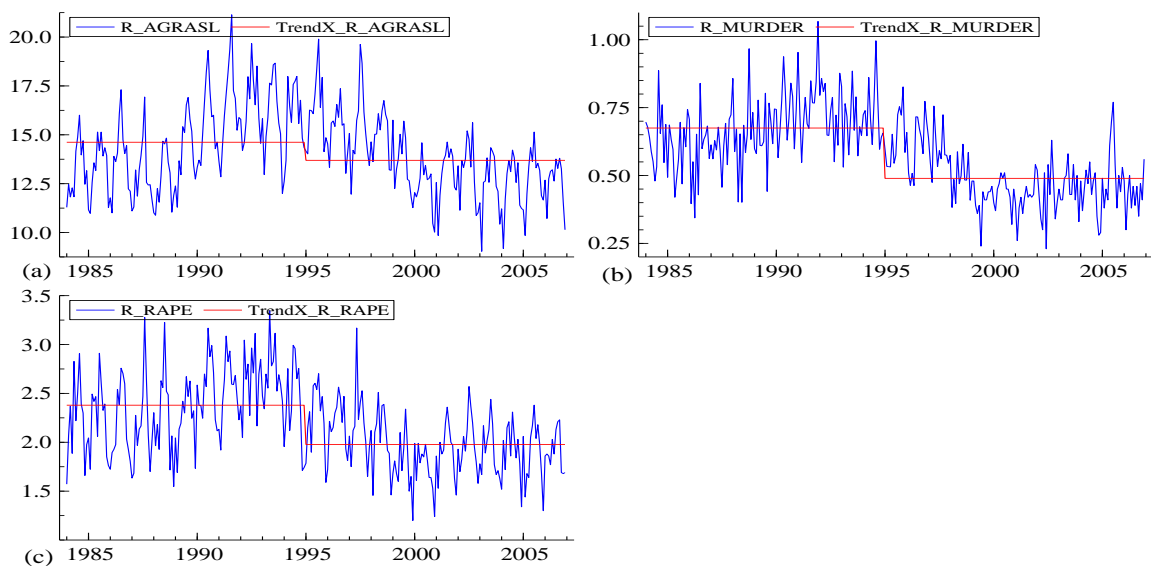 R_AGRASL TrendX_R_AGRASL
20.0
17.5
15.0
12.5
10.0
1985 1990 1995 2000 2005
(a)
R_MURDER TrendX_R_MURDER
1.00
0.75
0.50
0.25
1985 1990 1995 2000 2005
(b)
R_RAPE TrendX_R_RAPE
3.5
3.0
2.5
2.0
1.5
1985 1990 1995 2000 2005
(c)